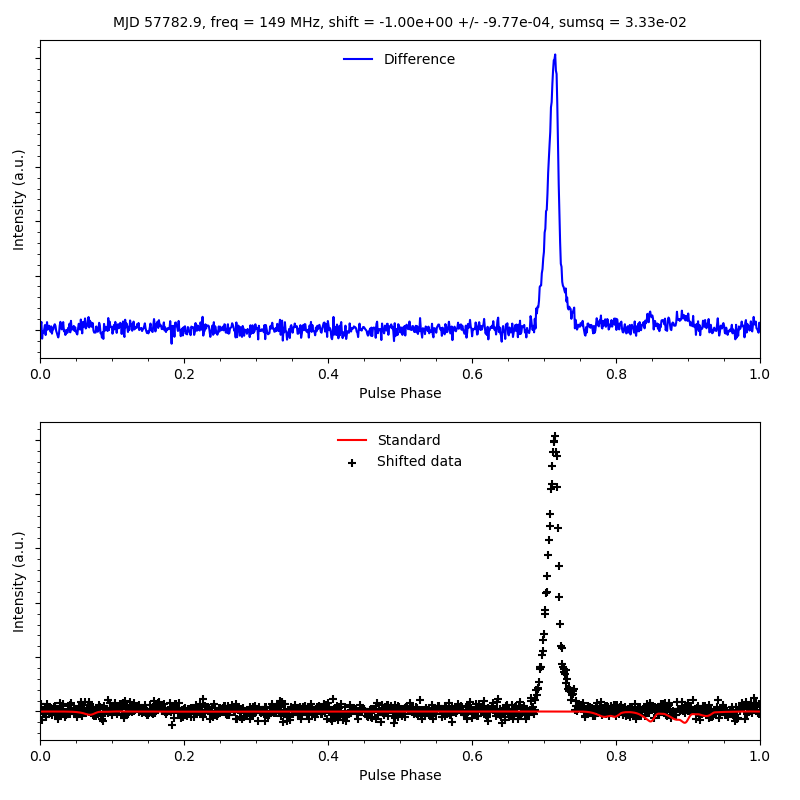 MJD 57782.9, freq = 149 MHz, shift = -1.00e+00 +/- -9.77e-04, sumsq = 3.33e-02
Difference
Intensity (a.u.)
0.0 0.2 0.4 0.6 0.8 1.0
Pulse Phase
Standard
Shifted data
Intensity (a.u.)
0.0 0.2 0.4 0.6 0.8 1.0
Pulse Phase